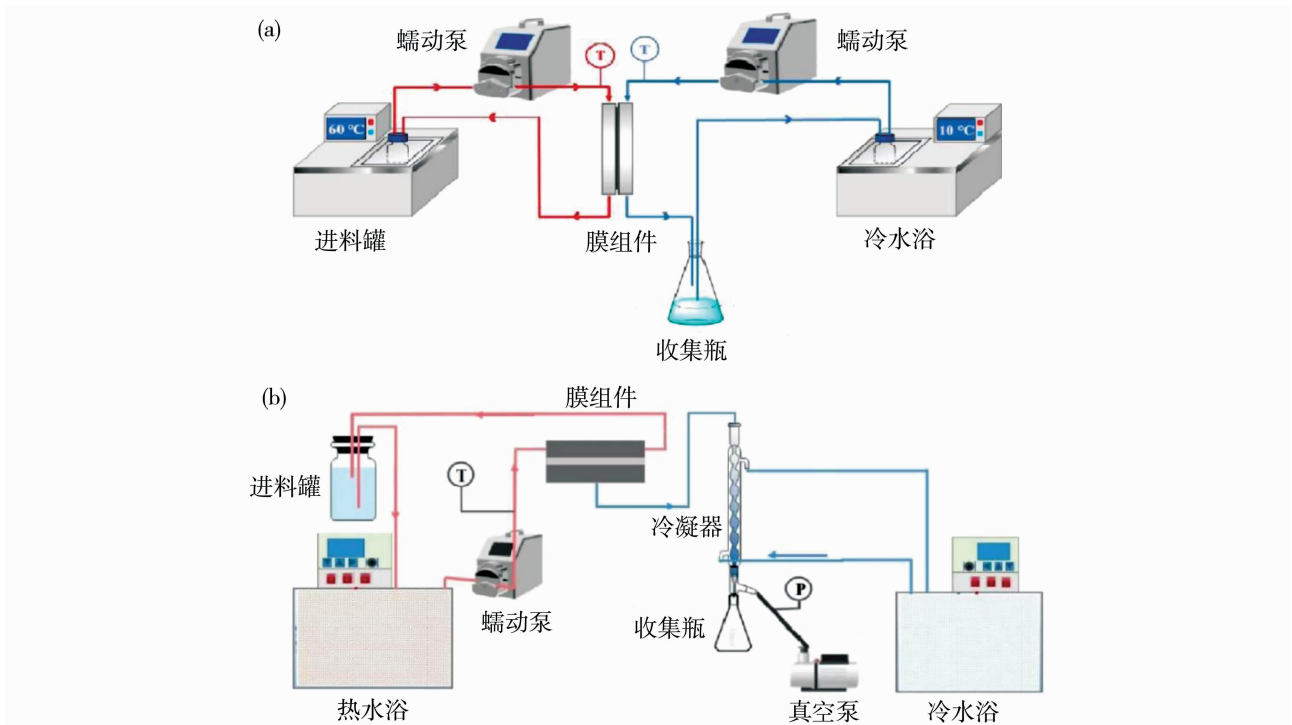 (a)
蠕动泵
蠕动泵
T
T
60 ℃
10 ℃
进料罐
膜组件
冷水浴
收集瓶
(b)
膜组件
进料罐
T
冷凝器
蠕动泵
收集瓶
P
热水浴
真空泵
冷水浴